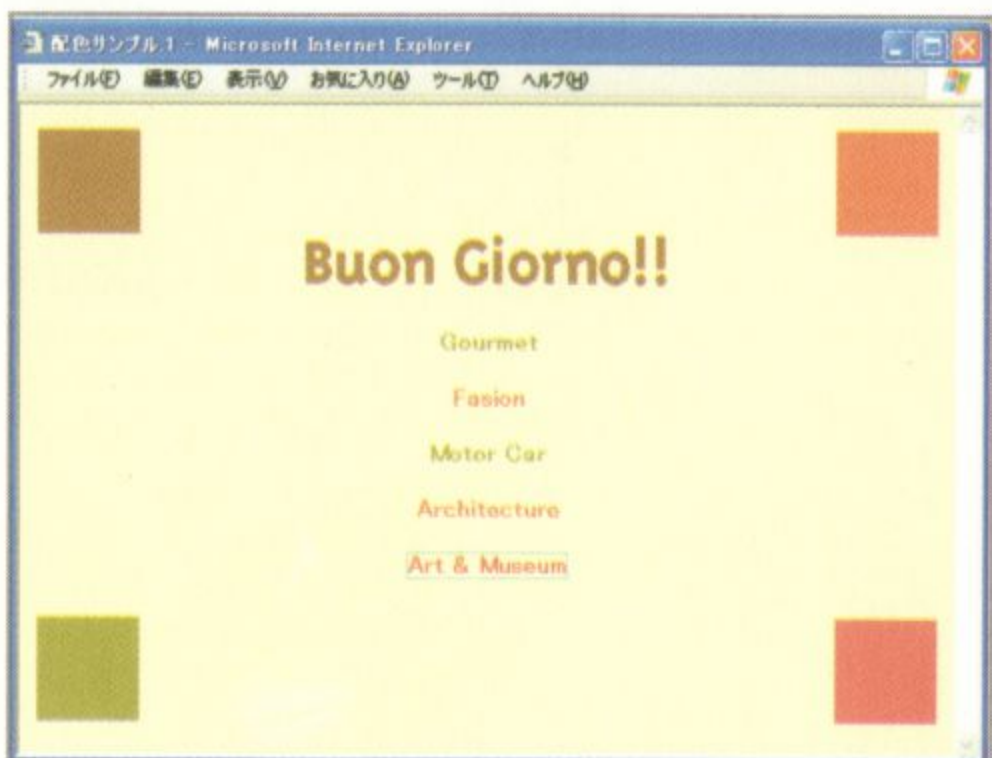 配色サンプル.1 - Microsoft Internet Explorer
ファイル(F) 編集(E) 表示(V) お気に入り(A) ツール(T) ヘルプ(H)
Buon Giorno!!
Gourmet
Fasion
Motor Car
Architecture
Art & Museum